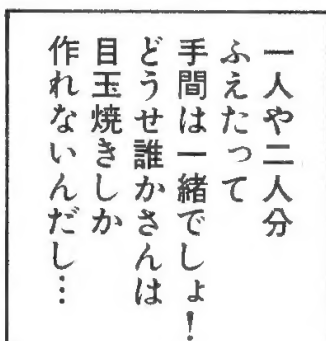 一人や二人分
ふえたって
手間は一緒でしょ!
どうせ誰かさんは
目玉焼きしか
作れないんだし…